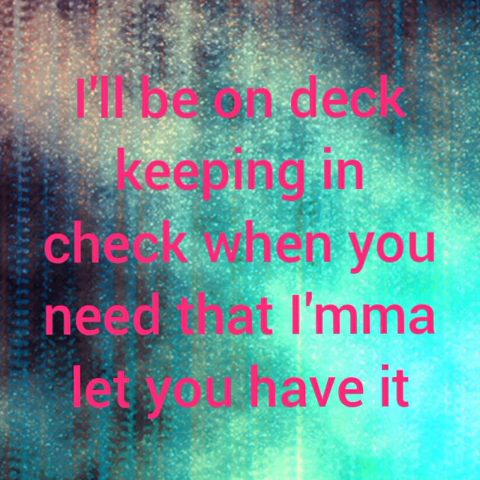 I'll be on deck
keeping in
check when you
need that I'mma
let you have it